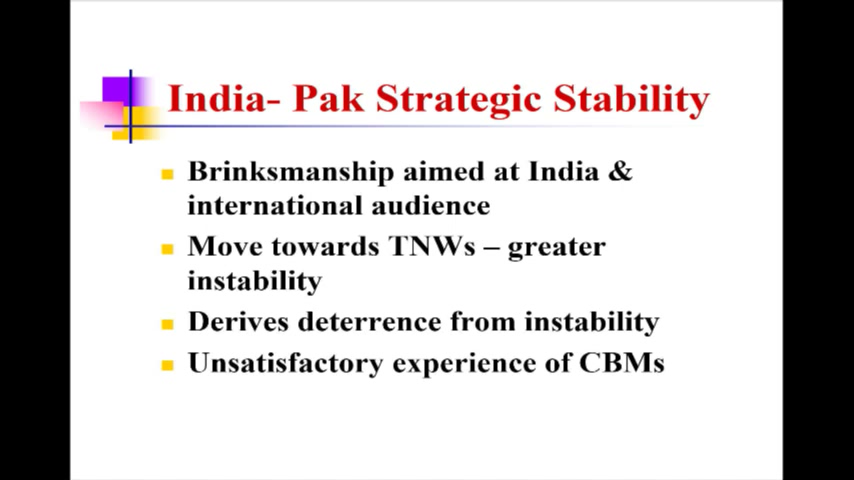 India- Pak Strategic Stability
Brinksmanship aimed at India &
international audience
Move towards TNWs – greater
instability
Derives deterrence from instability
Unsatisfactory experience of CBMs